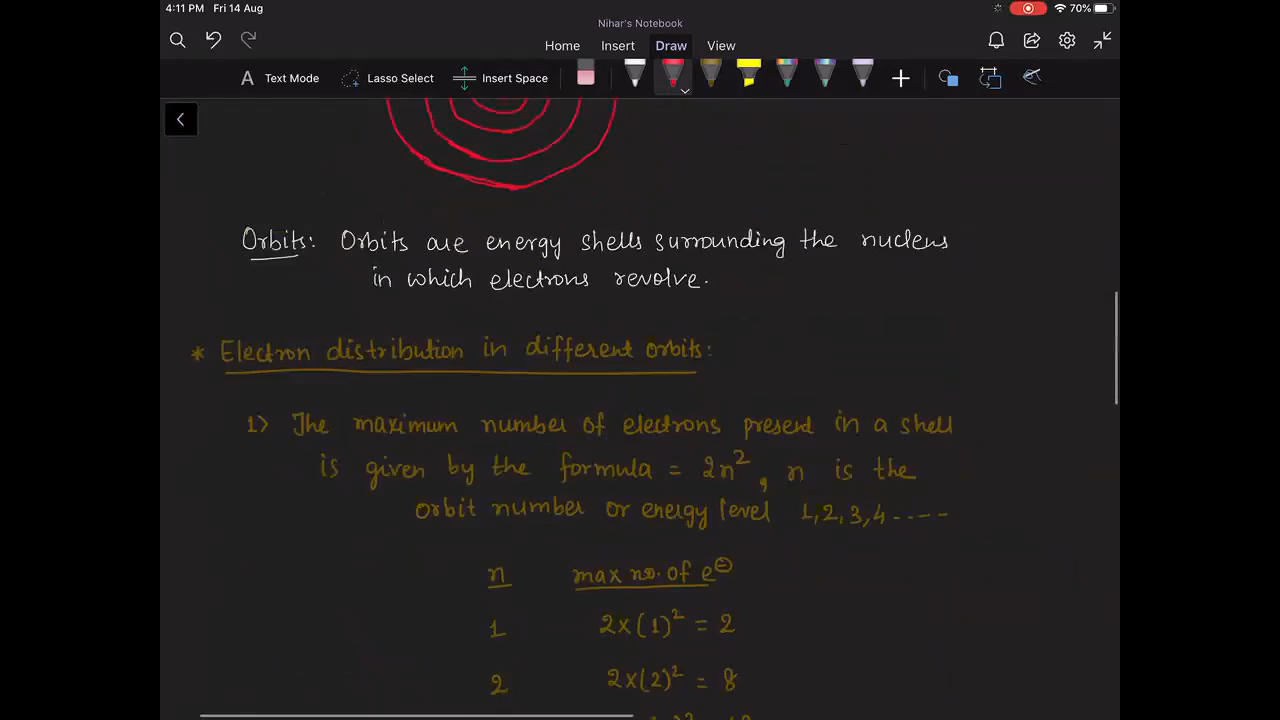 4:11 PM Fri 14 Aug
70%
Nihar's Notebook
Home Insert Draw View
Text Mode Lasso Select Insert Space
Orbits: Orbits are energy shells surrounding the nucleus
in which electrons revolve.
* Electron distribution in different orbits:
1) The maximum number of electrons present in a shell
is given by the formula = 2n², n is the
orbit number or energy level 1,2,3,4 -----
n max no. of e⊖
1 2×(1)² = 2
2 2×(2)² = 8